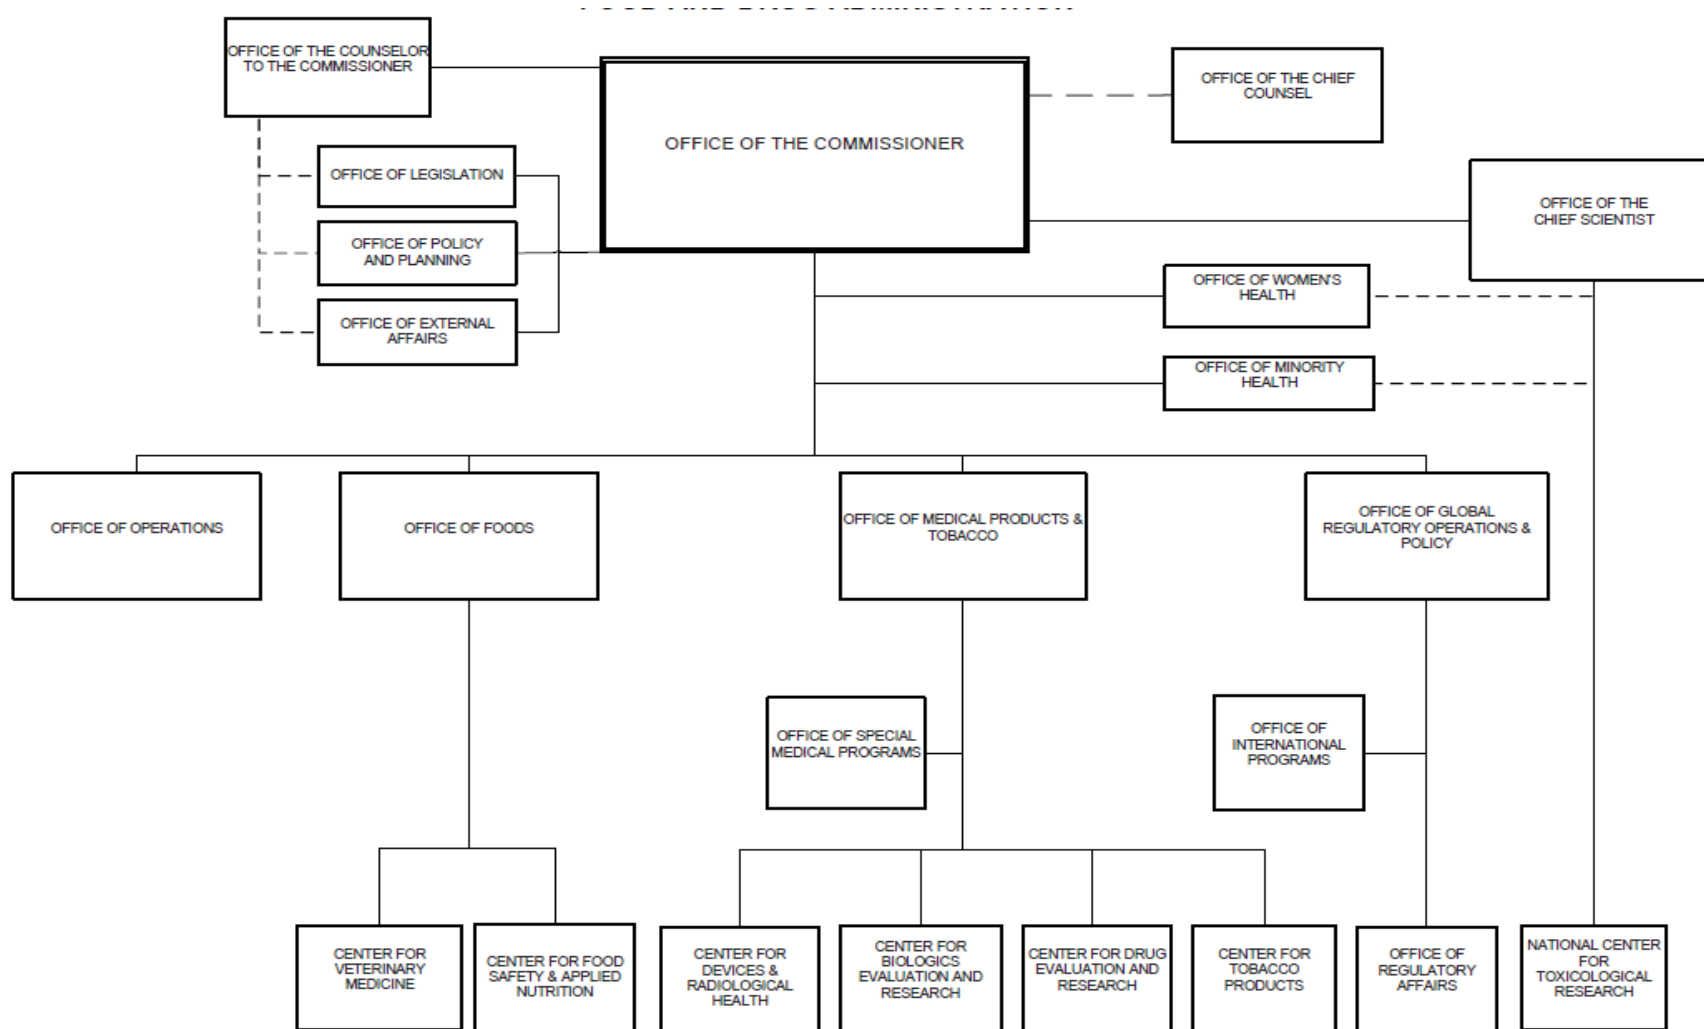 FOOD AND DRUG ADMINISTRATION
OFFICE OF THE COUNSELOR
TO THE COMMISSIONER
OFFICE OF THE COMMISSIONER
OFFICE OF THE CHIEF
COUNSEL
OFFICE OF LEGISLATION
OFFICE OF THE
CHIEF SCIENTIST
OFFICE OF POLICY
AND PLANNING
OFFICE OF WOMEN'S
HEALTH
OFFICE OF EXTERNAL
AFFAIRS
OFFICE OF MINORITY
HEALTH
OFFICE OF OPERATIONS
OFFICE OF FOODS
OFFICE OF MEDICAL PRODUCTS &
TOBACCO
OFFICE OF GLOBAL
REGULATORY OPERATIONS &
POLICY
OFFICE OF SPECIAL
MEDICAL PROGRAMS
OFFICE OF
INTERNATIONAL
PROGRAMS
CENTER FOR
VETERINARY
MEDICINE
CENTER FOR FOOD
SAFETY & APPLIED
NUTRITION
CENTER FOR
DEVICES &
RADIOLOGICAL
HEALTH
CENTER FOR
BIOLOGICS
EVALUATION AND
RESEARCH
CENTER FOR DRUG
EVALUATION AND
RESEARCH
CENTER FOR
TOBACCO
PRODUCTS
OFFICE OF
REGULATORY
AFFAIRS
NATIONAL CENTER
FOR
TOXICOLOGICAL
RESEARCH